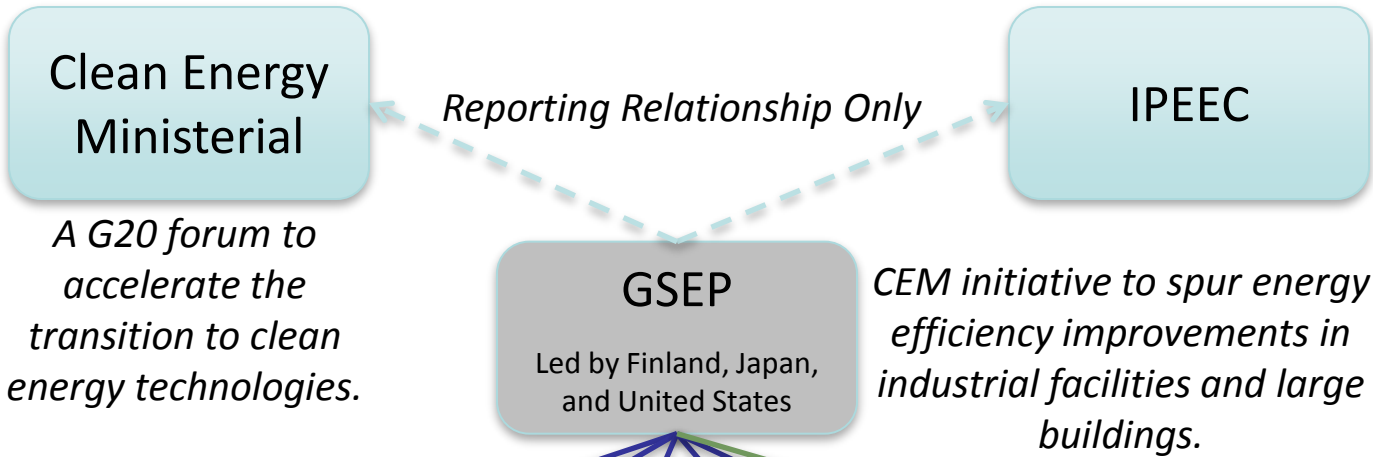 Clean Energy
Ministerial
Reporting Relationship Only
IPEEC
A G20 forum to
accelerate the
transition to clean
energy technologies.
GSEP
Led by Finland, Japan,
and United States
CEM initiative to spur energy
efficiency improvements in
industrial facilities and large
buildings.